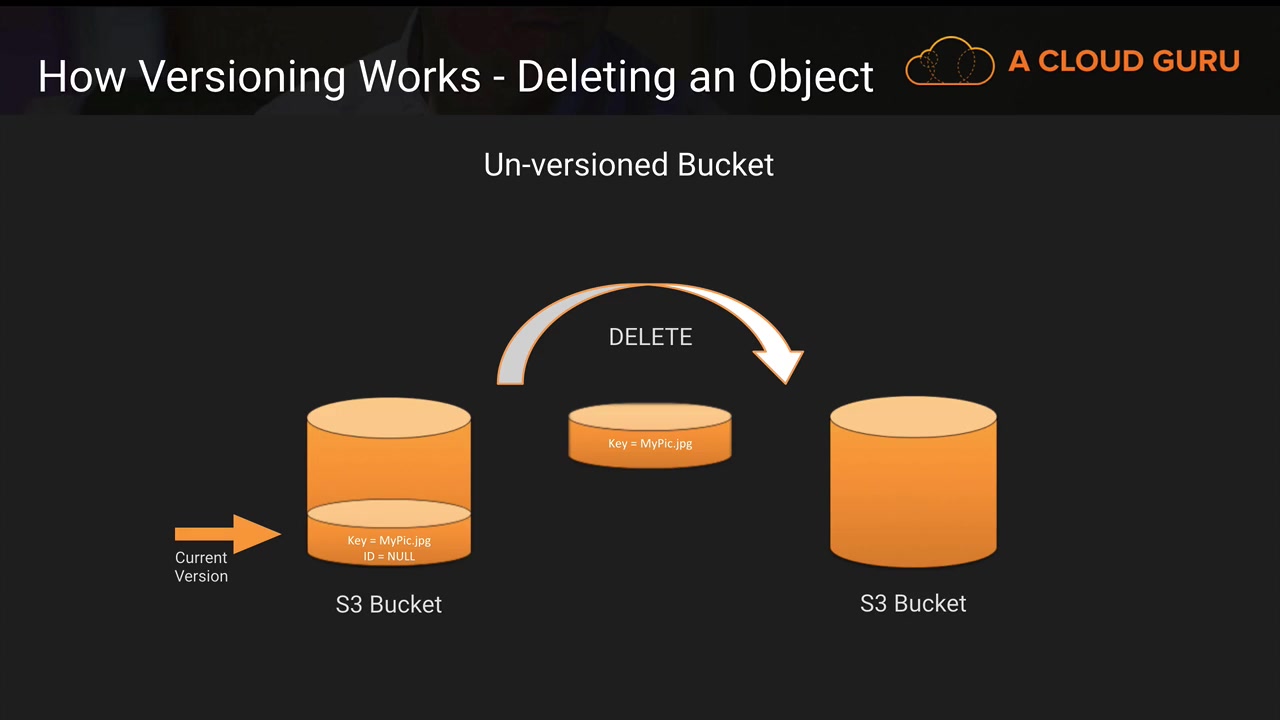 How Versioning Works - Deleting an Object
A CLOUD GURU
Un-versioned Bucket
DELETE
Key = MyPic.jpg
Key = MyPic.jpg
ID = NULL
Current
Version
S3 Bucket
S3 Bucket